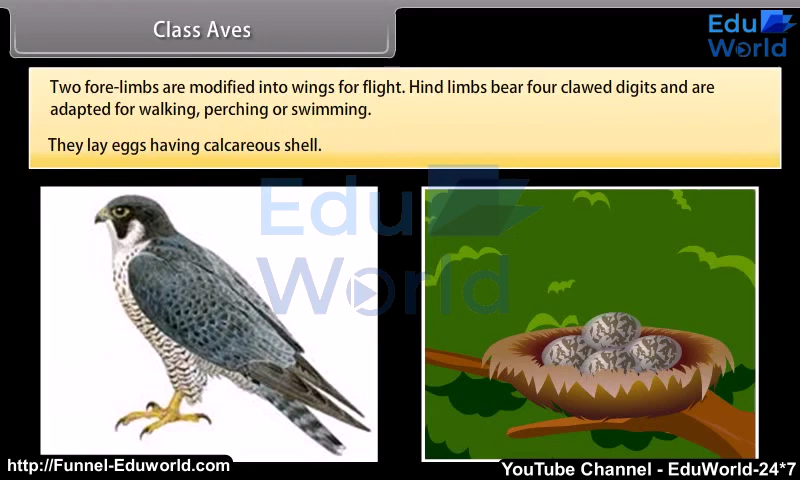 Class Aves
Edu
World
Two fore-limbs are modified into wings for flight. Hind limbs bear four clawed digits and are
adapted for walking, perching or swimming.
They lay eggs having calcareous shell.
Edu
World
http://Funnel-Eduworld.com
YouTube Channel - EduWorld-24*7